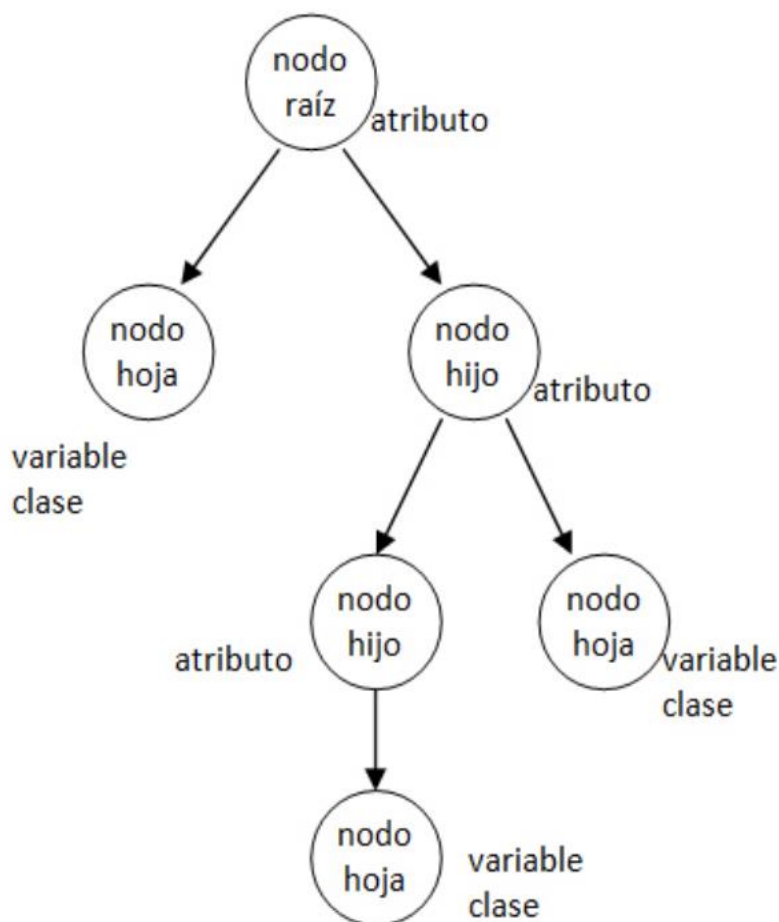 nodo
raíz
atributo
nodo
hoja
variable
clase
nodo
hijo
atributo
nodo
hijo
atributo
nodo
hoja
variable
clase
nodo
hoja
variable
clase